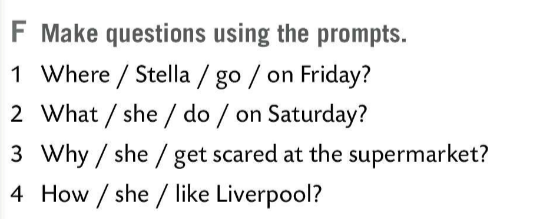 F Make questions using the prompts.
1 Where / Stella / go / on Friday?
2 What / she / do / on Saturday?
3 Why / she / get scared at the supermarket?
4 How / she / like Liverpool?